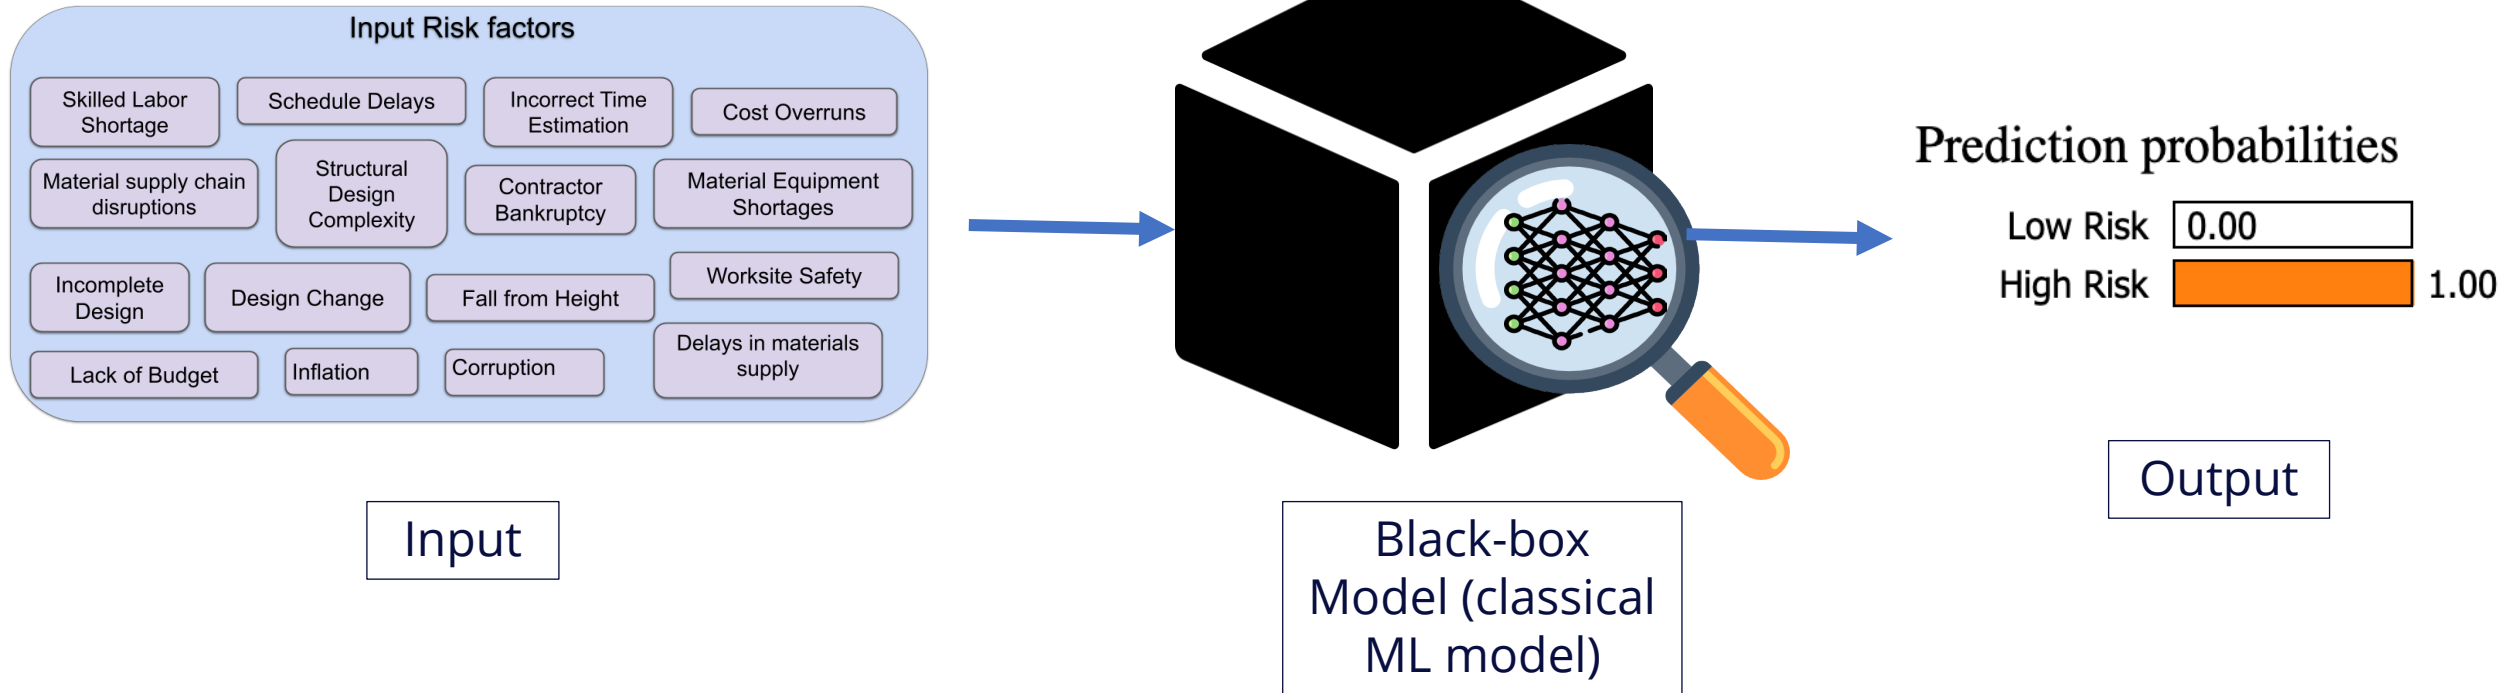 Input Risk factors
Skilled Labor
Shortage
Schedule Delays
Incorrect Time
Estimation
Cost Overruns
Material supply chain
disruptions
Structural
Design
Complexity
Contractor
Bankruptcy
Material Equipment
Shortages
Incomplete
Design
Design Change
Fall from Height
Worksite Safety
Lack of Budget
Inflation
Corruption
Delays in materials
supply
Input
Black-box
Model (classical
ML model)
Prediction probabilities
Low Risk 0.00
High Risk 1.00
Output